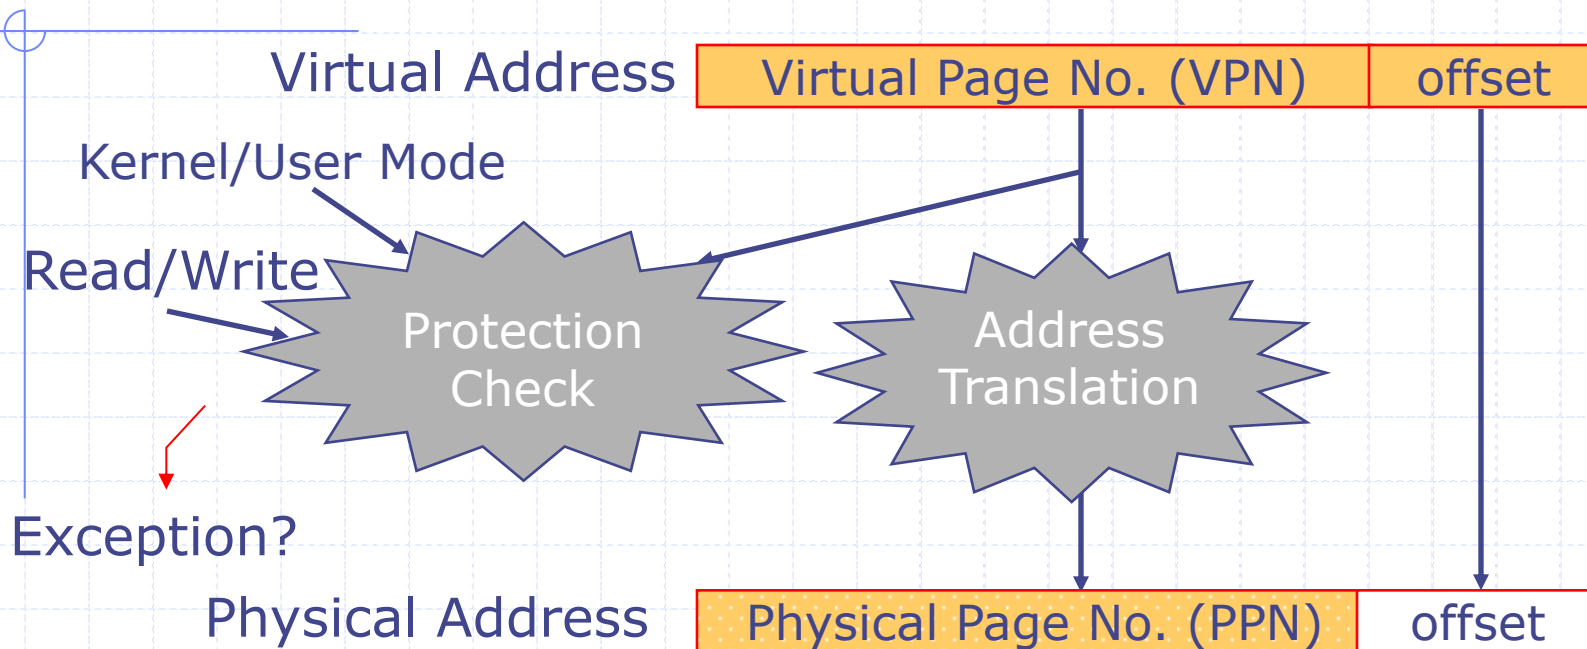 Virtual Address
Virtual Page No. (VPN)
offset
Kernel/User Mode
Read/Write
Protection
Check
Address
Translation
Exception?
Physical Address
Physical Page No. (PPN)
offset